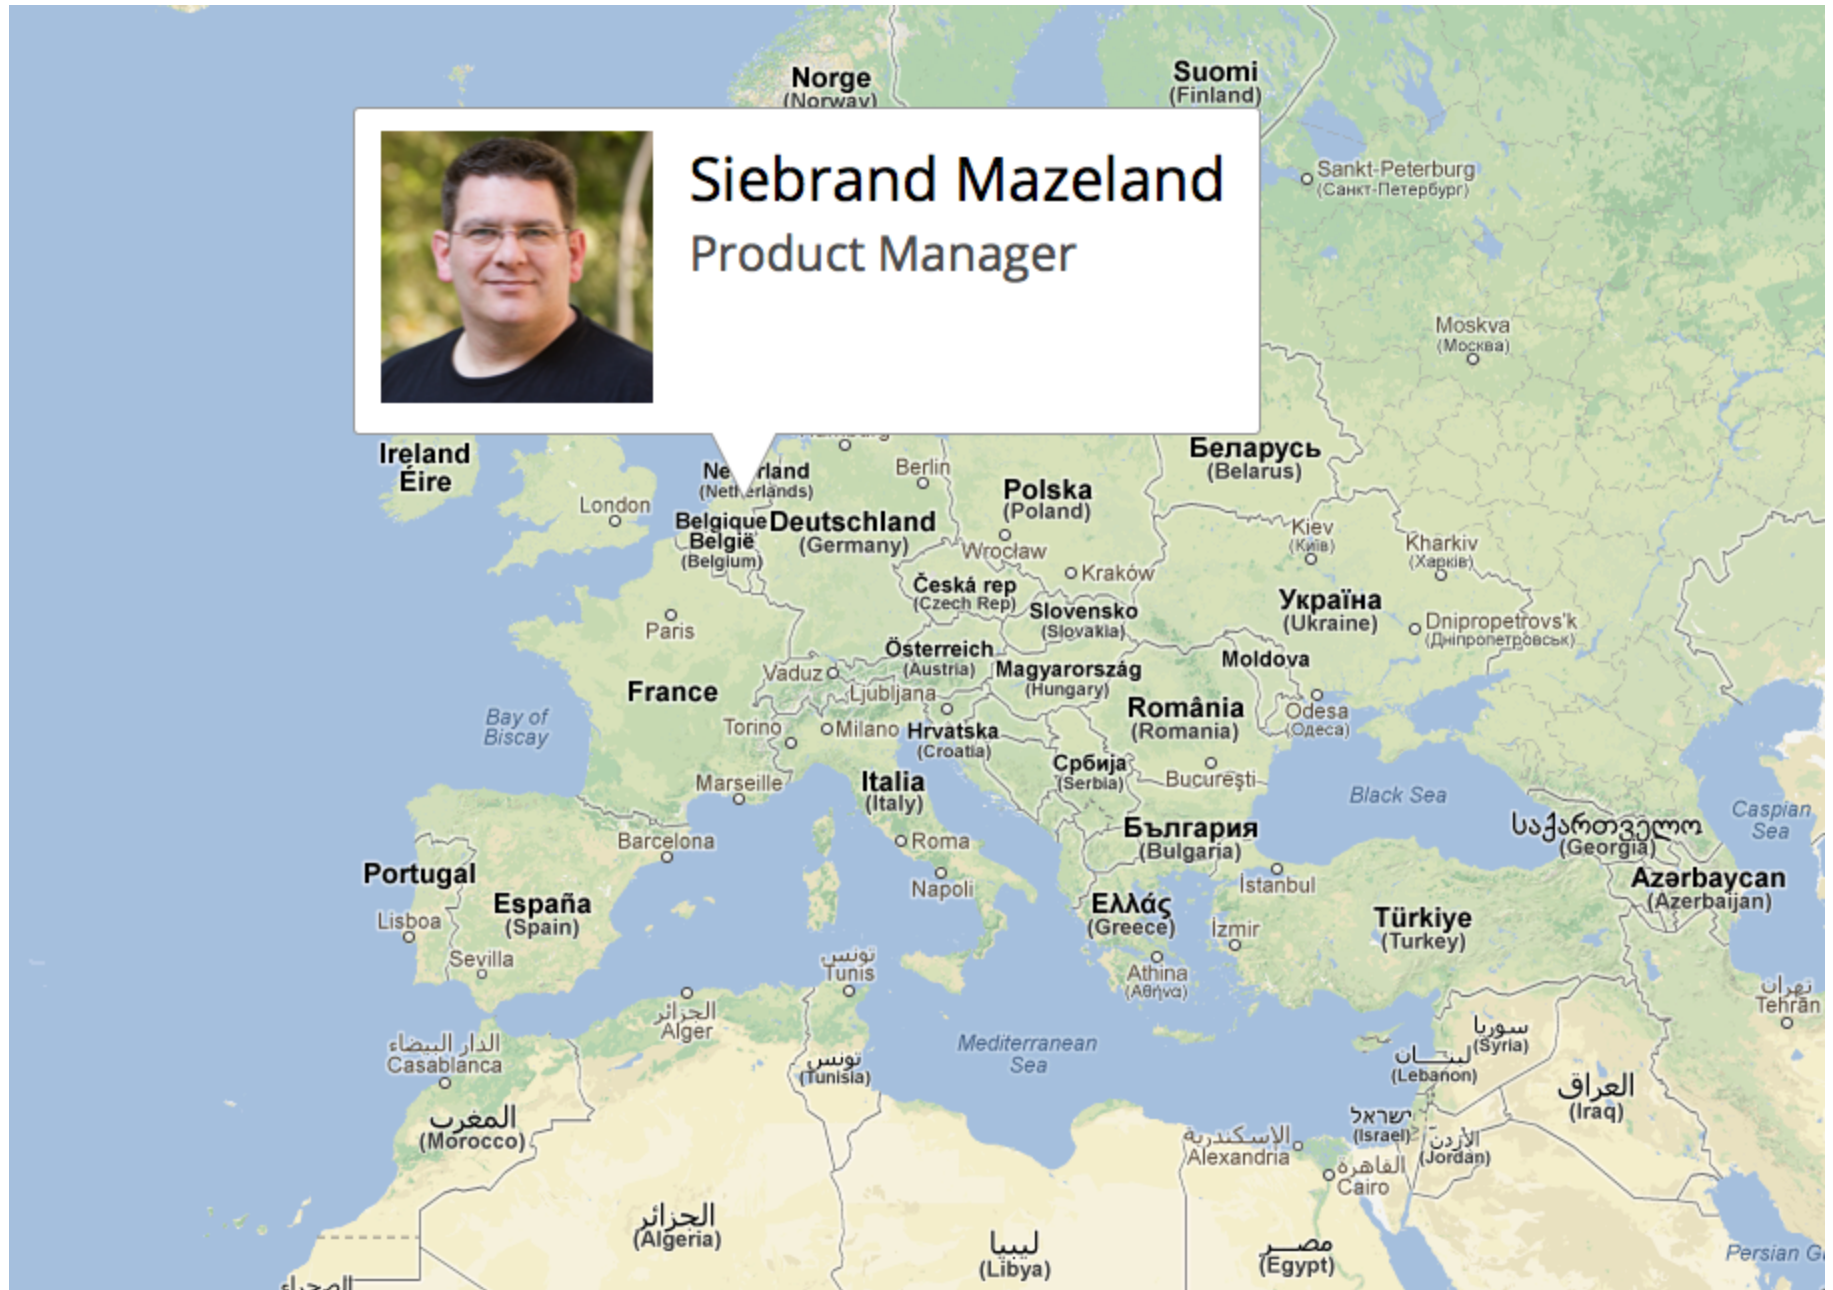 Norge
(Norway)
Suomi
(Finland)
Siebrand Mazeland
Product Manager
Sankt-Peterburg
(Санкт-Петербург)
Moskva
(Москва)
Ireland
Éire
London
(Netherlands)
Berlin
Беларусь
(Belarus)
Polska
(Poland)
Belgique
België
(Belgium)
Deutschland
(Germany)
Wrocław
Kraków
Kiev
(Київ)
Kharkiv
(Харків)
Česká rep
(Czech Rep)
Slovensko
(Slovakia)
Україна
(Ukraine)
Dnipropetrovs'k
(Дніпропетровськ)
Paris
Österreich
(Austria)
Magyarország
(Hungary)
Moldova
Vaduz
Ljubljana
France
România
(Romania)
Odesa
(Одеса)
Bay of
Biscay
Torino
Milano
Hrvatska
(Croatia)
Србија
(Serbia)
București
Marseille
Italia
(Italy)
Black Sea
Caspian
Sea
България
(Bulgaria)
საქართველო
(Georgia)
Barcelona
Roma
Napoli
İstanbul
Portugal
España
(Spain)
Azərbaycan
(Azerbaijan)
Ελλάς
(Greece)
İzmir
Türkiye
(Turkey)
Lisboa
Sevilla
تونس
Tunis
Athina
(Αθήνα)
تهران
Tehrān
الجزائر
Alger
الدار البيضاء
Casablanca
Mediterranean
Sea
سوريا
(Syria)
لبنـــان
(Lebanon)
تونس
(Tunisia)
العراق
(Iraq)
المغرب
(Morocco)
ישראל
(Israel)
الأردن
(Jordan)
الإسكندرية
Alexandria
القاهرة
Cairo
الجزائر
(Algeria)
ليبيا
(Libya)
مصـــر
(Egypt)
Persian